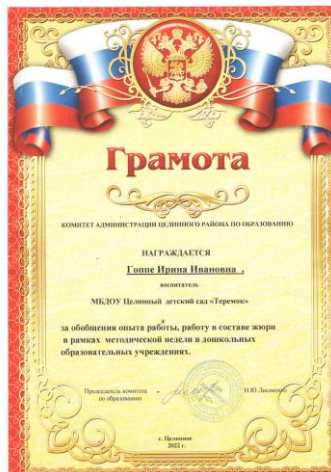 Грамота
КОМИТЕТ АДМИНИСТРАЦИИ ЦЕЛИННОГО РАЙОНА ПО ОБРАЗОВАНИЮ
НАГРАЖДАЕТСЯ
Гоппе Ирина Ивановна ,
воспитатель
МБДОУ Целинный детский сад «Теремок»
за обобщения опыта работы, работу в составе жюри
в рамках методической недели в дошкольных
образовательных учреждениях.
Председатель комитета
по образованию
Н.Ю
с. Целинное
2022 г.